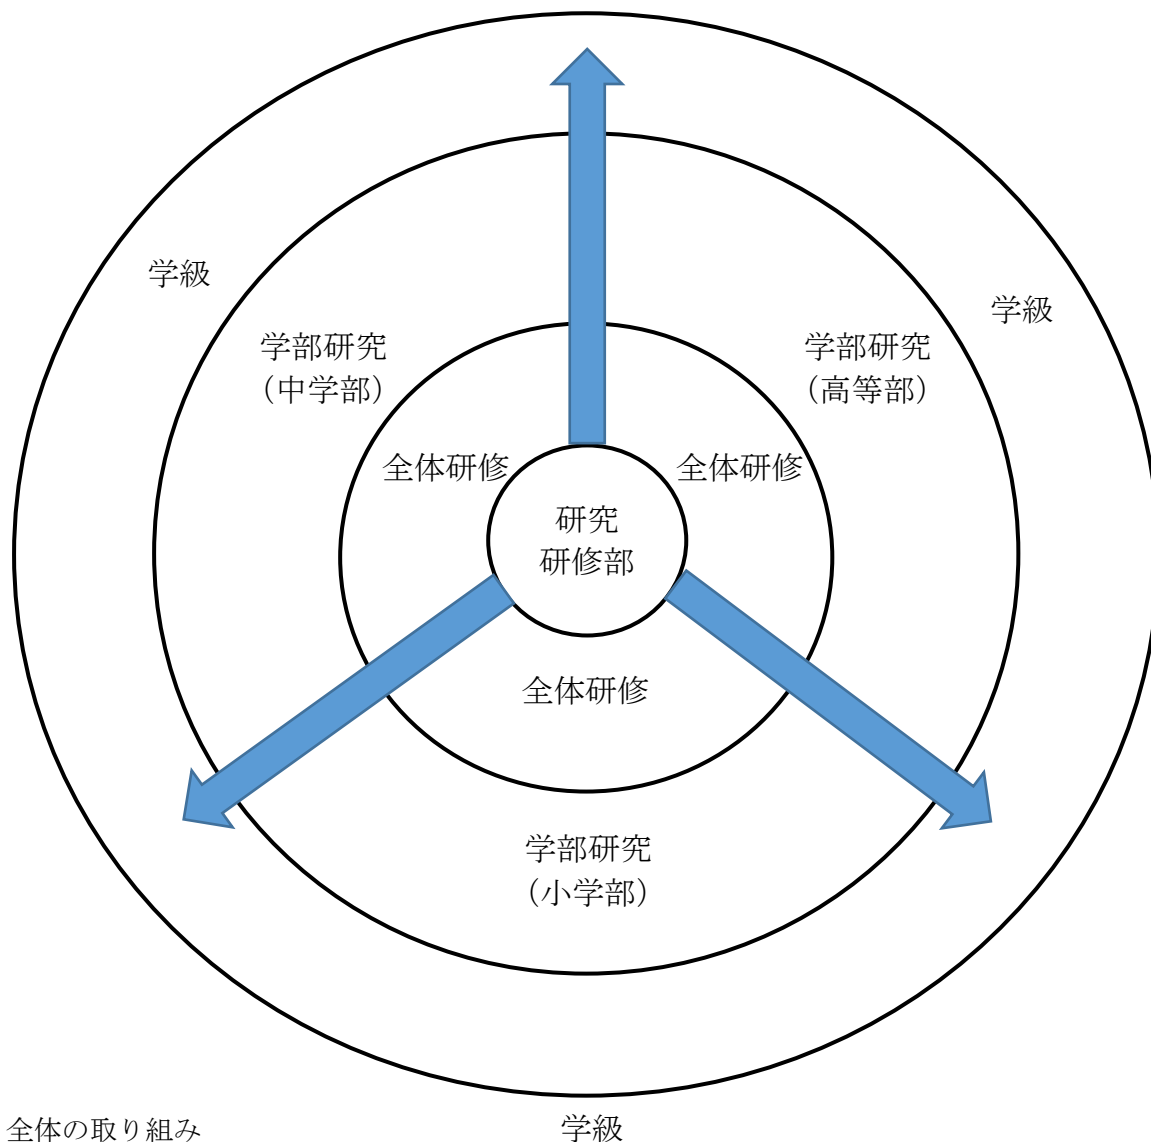 学級
学級
学部研究
（中学部）
学部研究
（高等部）
全体研修
全体研修
研究
研修部
全体研修
学部研究
（小学部）
学級
全体の取り組み